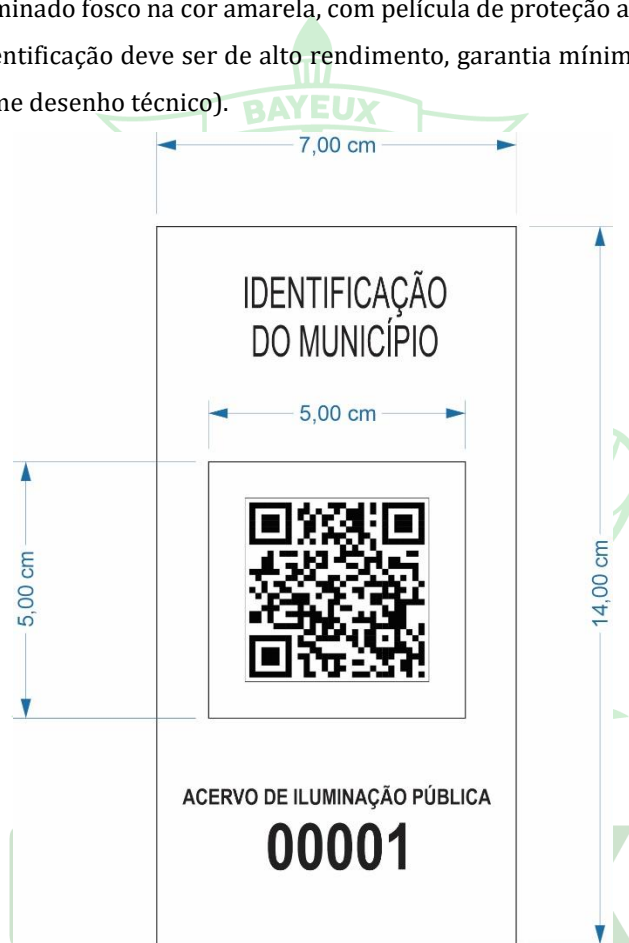 minado fosco na cor amarela, com película de proteção a
entificação deve ser de alto rendimento, garantia mínim
ne desenho técnico).
BAYEUX
7,00 cm
IDENTIFICAÇÃO
DO MUNICÍPIO
5,00 cm
5,00 cm
14,00 cm
ACERVO DE ILUMINAÇÃO PÚBLICA
00001